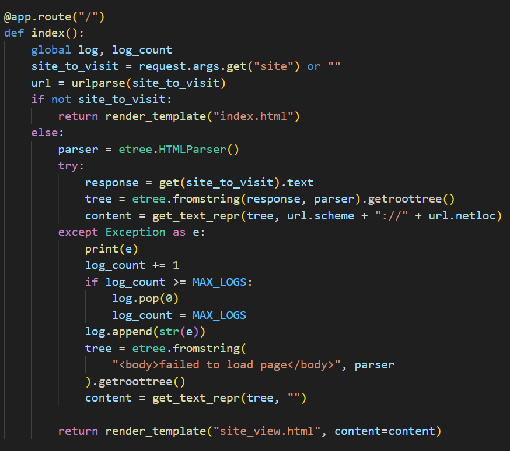 @app.route("/")
def index():
    global log, log_count
    site_to_visit = request.args.get("site") or ""
    url = urlparse(site_to_visit)
    if not site_to_visit:
        return render_template("index.html")
    else:
        parser = etree.HTMLParser()
        try:
            response = get(site_to_visit).text
            tree = etree.fromstring(response, parser).getroottree()
            content = get_text_repr(tree, url.scheme + "://" + url.netloc)
        except Exception as e:
            print(e)
            log_count += 1
            if log_count >= MAX_LOGS:
                log.pop(0)
                log_count = MAX_LOGS
            log.append(str(e))
            tree = etree.fromstring(
                "<body>failed to load page</body>", parser
            ).getroottree()
            content = get_text_repr(tree, "")

        return render_template("site_view.html", content=content)